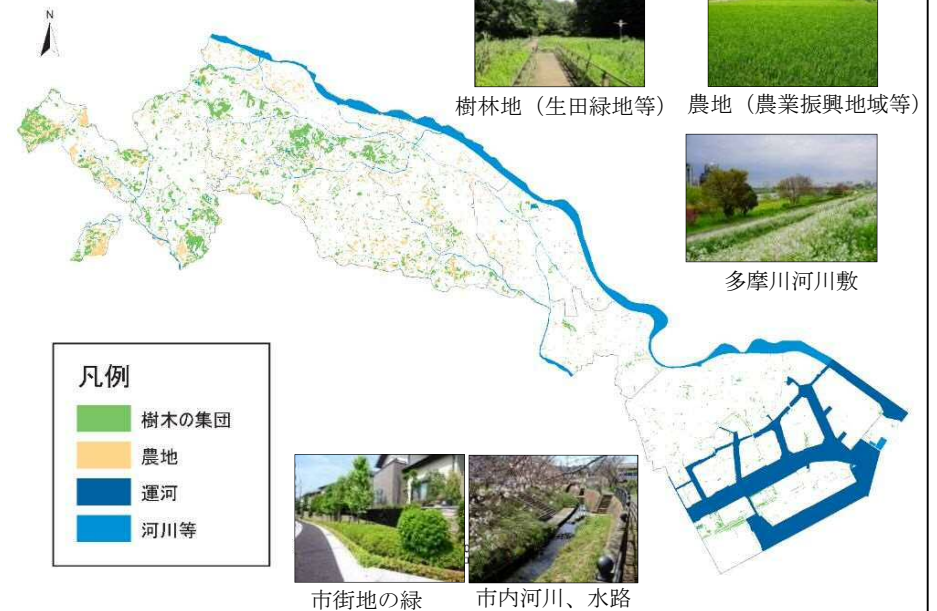 N
樹林地（生田緑地等）
農地（農業振興地域等）
多摩川河川敷
凡例
樹木の集団
農地
運河
河川等
市街地の緑
市内河川、水路